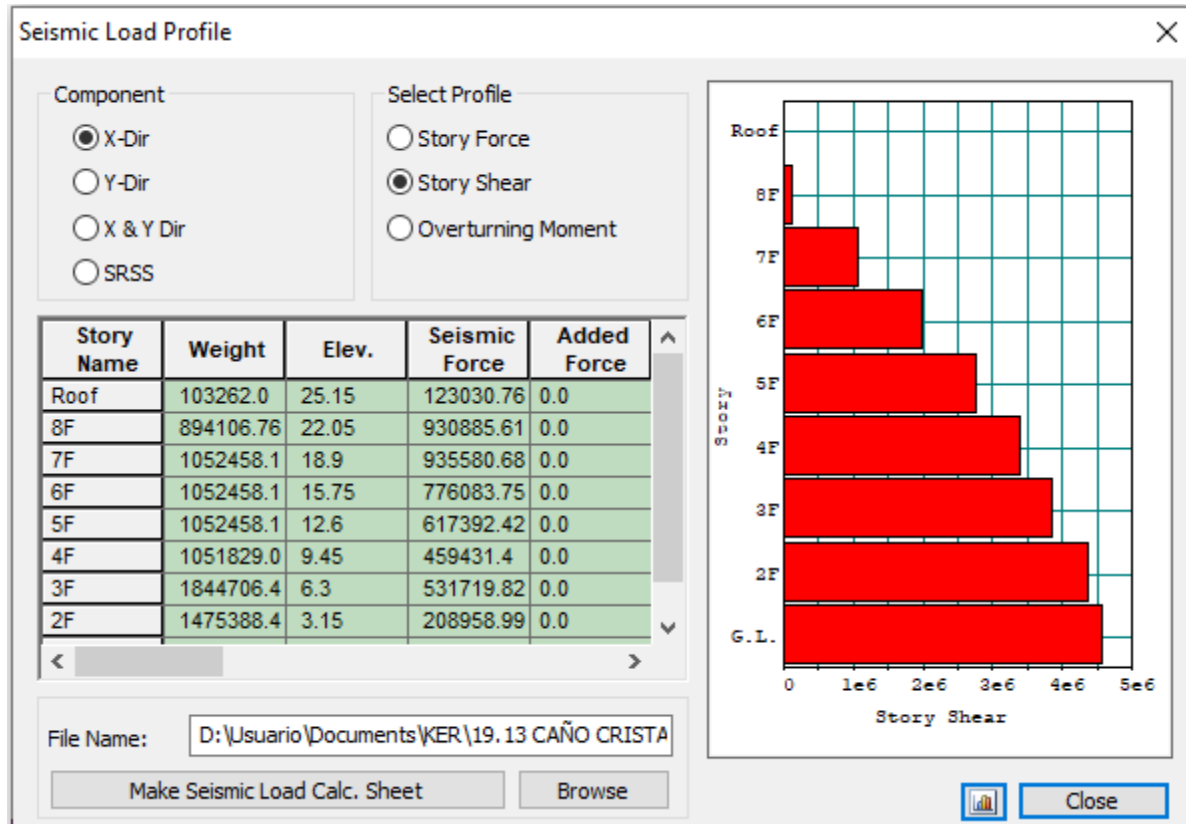 Seismic Load Profile
Component
X-Dir
Y-Dir
X & Y Dir
SRSS
Select Profile
Story Force
Story Shear
Overturning Moment
Story Name Weight Elev. Seismic Force Added Force
Roof 103262.0 25.15 123030.76 0.0
8F 894106.76 22.05 930885.61 0.0
7F 1052458.1 18.9 935580.68 0.0
6F 1052458.1 15.75 776083.75 0.0
5F 1052458.1 12.6 617392.42 0.0
4F 1051829.0 9.45 459431.4 0.0
3F 1844706.4 6.3 531719.82 0.0
2F 1475388.4 3.15 208958.99 0.0
File Name: D:\Usuario\Documents\KER\19.13 CAÑO CRISTA
Make Seismic Load Calc. Sheet Browse
Roof
8F
7F
6F
5F
4F
3F
2F
G.L.
Story
0 1e6 2e6 3e6 4e6 5e6
Story Shear
Close